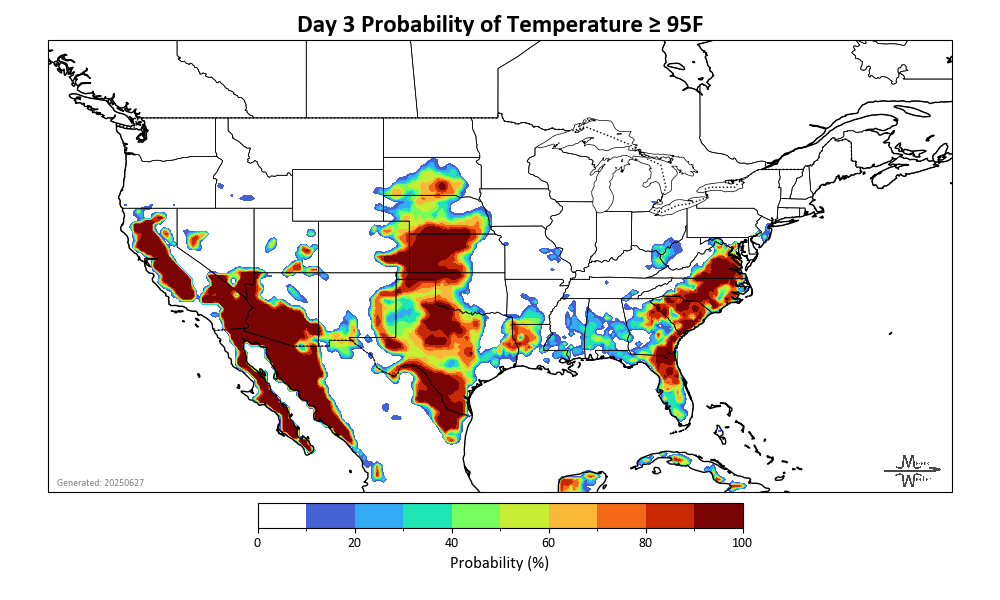 Day 3 Probability of Temperature ≥ 95F
Generated: 20250627
0 20 40 60 80 100
Probability (%)